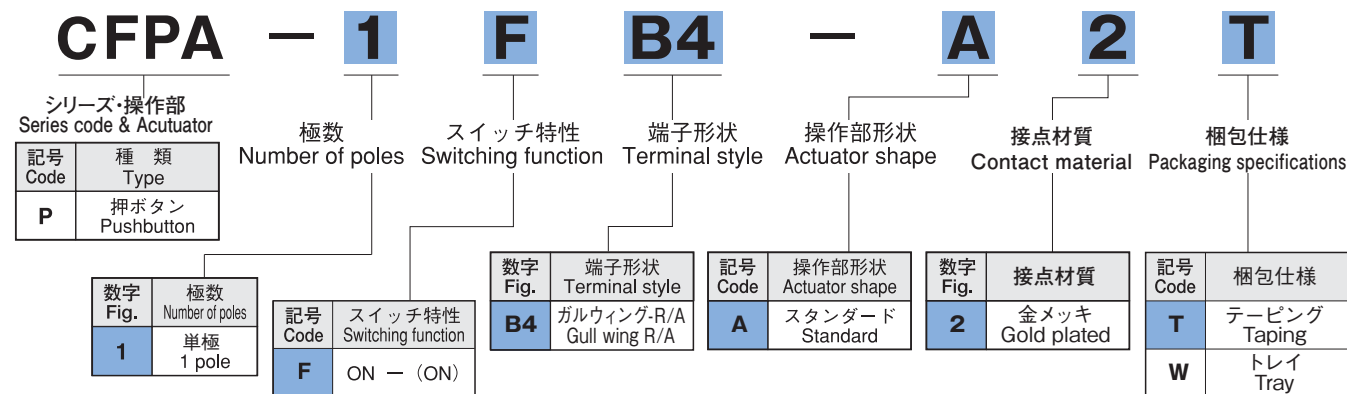 CFPA － 1 F B4 － A 2 T
シリーズ・操作部
Series code & Acutuator
記号
Code
種　類
Type
P
押ボタン
Pushbutton
極数
Number of poles
数字
Fig.
極数
Number of poles
1
単極
1 pole
スイッチ特性
Switching function
記号
Code
スイッチ特性
Switching function
F
ON － (ON)
端子形状
Terminal style
数字
Fig.
端子形状
Terminal style
B4
ガルウィング-R/A
Gull wing R/A
操作部形状
Actuator shape
記号
Code
操作部形状
Actuator shape
A
スタンダード
Standard
接点材質
Contact material
数字
Fig.
接点材質
2
金メッキ
Gold plated
梱包仕様
Packaging specifications
記号
Code
梱包仕様
T
テーピング
Taping
W
トレイ
Tray